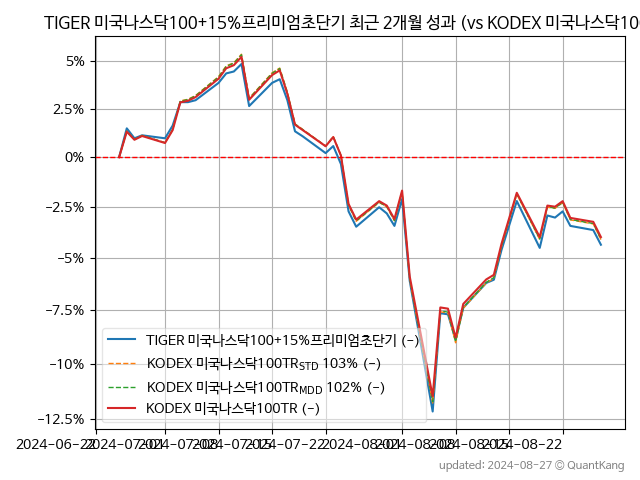 TIGER 미국나스닥100+15%프리미엄초단기 최근 2개월 성과 (vs KODEX 미국나스닥10
5%
2.5%
0%
−2.5%
−5%
−7.5%
−10%
−12.5%
TIGER 미국나스닥100+15%프리미엄초단기 (−)
KODEX 미국나스닥100TRSTD 103% (−)
KODEX 미국나스닥100TRMDD 102% (−)
KODEX 미국나스닥100TR (−)
2024-06-22 2024-07-01 2024-07-08 2024-07-15 2024-07-22 2024-08-01 2024-08-08 2024-08-15 2024-08-22
updated: 2024-08-27 © QuantKang